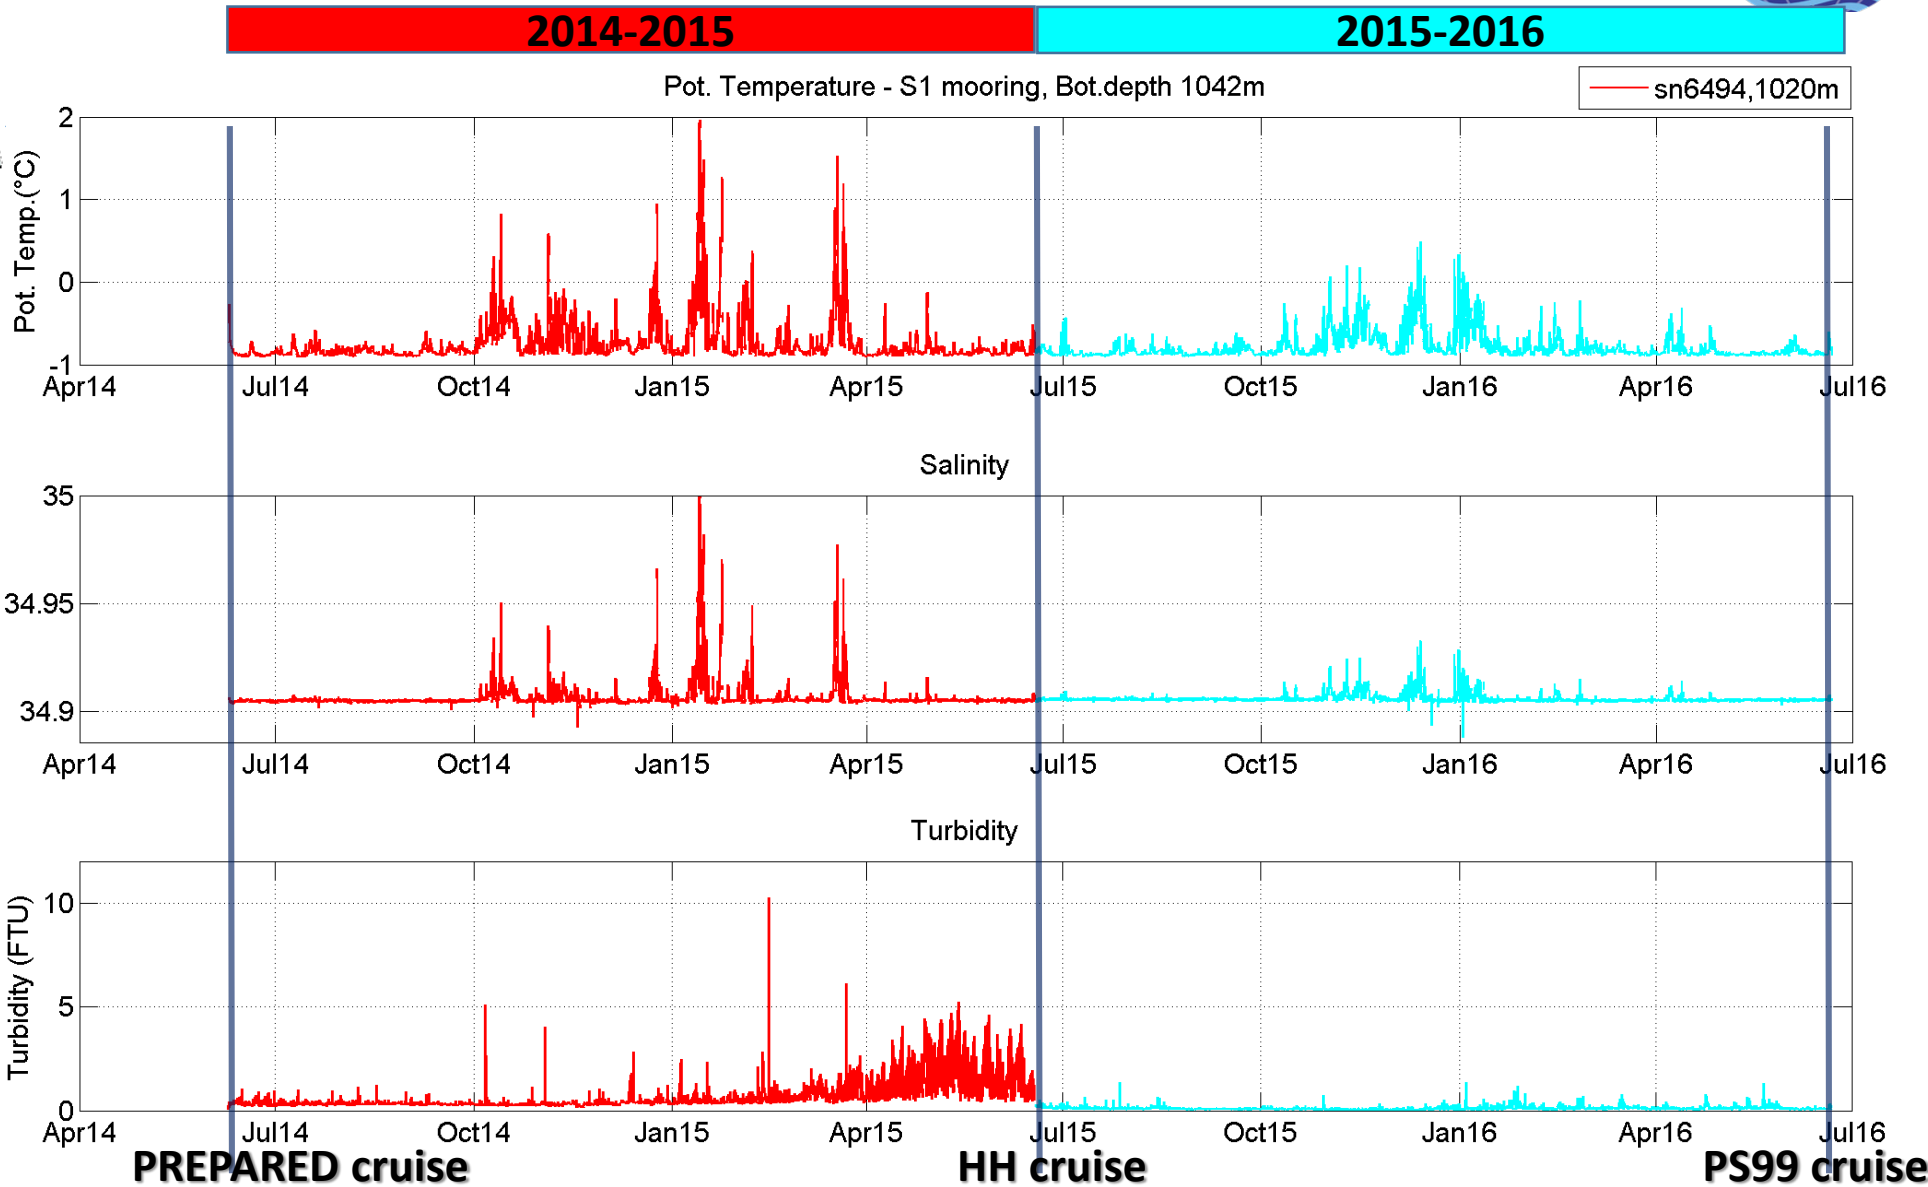 2014-2015 2015-2016
Pot. Temperature - S1 mooring, Bot.depth 1042m
sn6494,1020m
Pot. Temp.(°C)
2
1
0
-1
Apr14 Jul14 Oct14 Jan15 Apr15 Jul15 Oct15 Jan16 Apr16 Jul16
Salinity
35
34.95
34.9
Apr14 Jul14 Oct14 Jan15 Apr15 Jul15 Oct15 Jan16 Apr16 Jul16
Turbidity
Turbidity (FTU)
10
5
0
Apr14 Jul14 Oct14 Jan15 Apr15 Jul15 Oct15 Jan16 Apr16 Jul16
PREPARED cruise HH cruise PS99 cruise